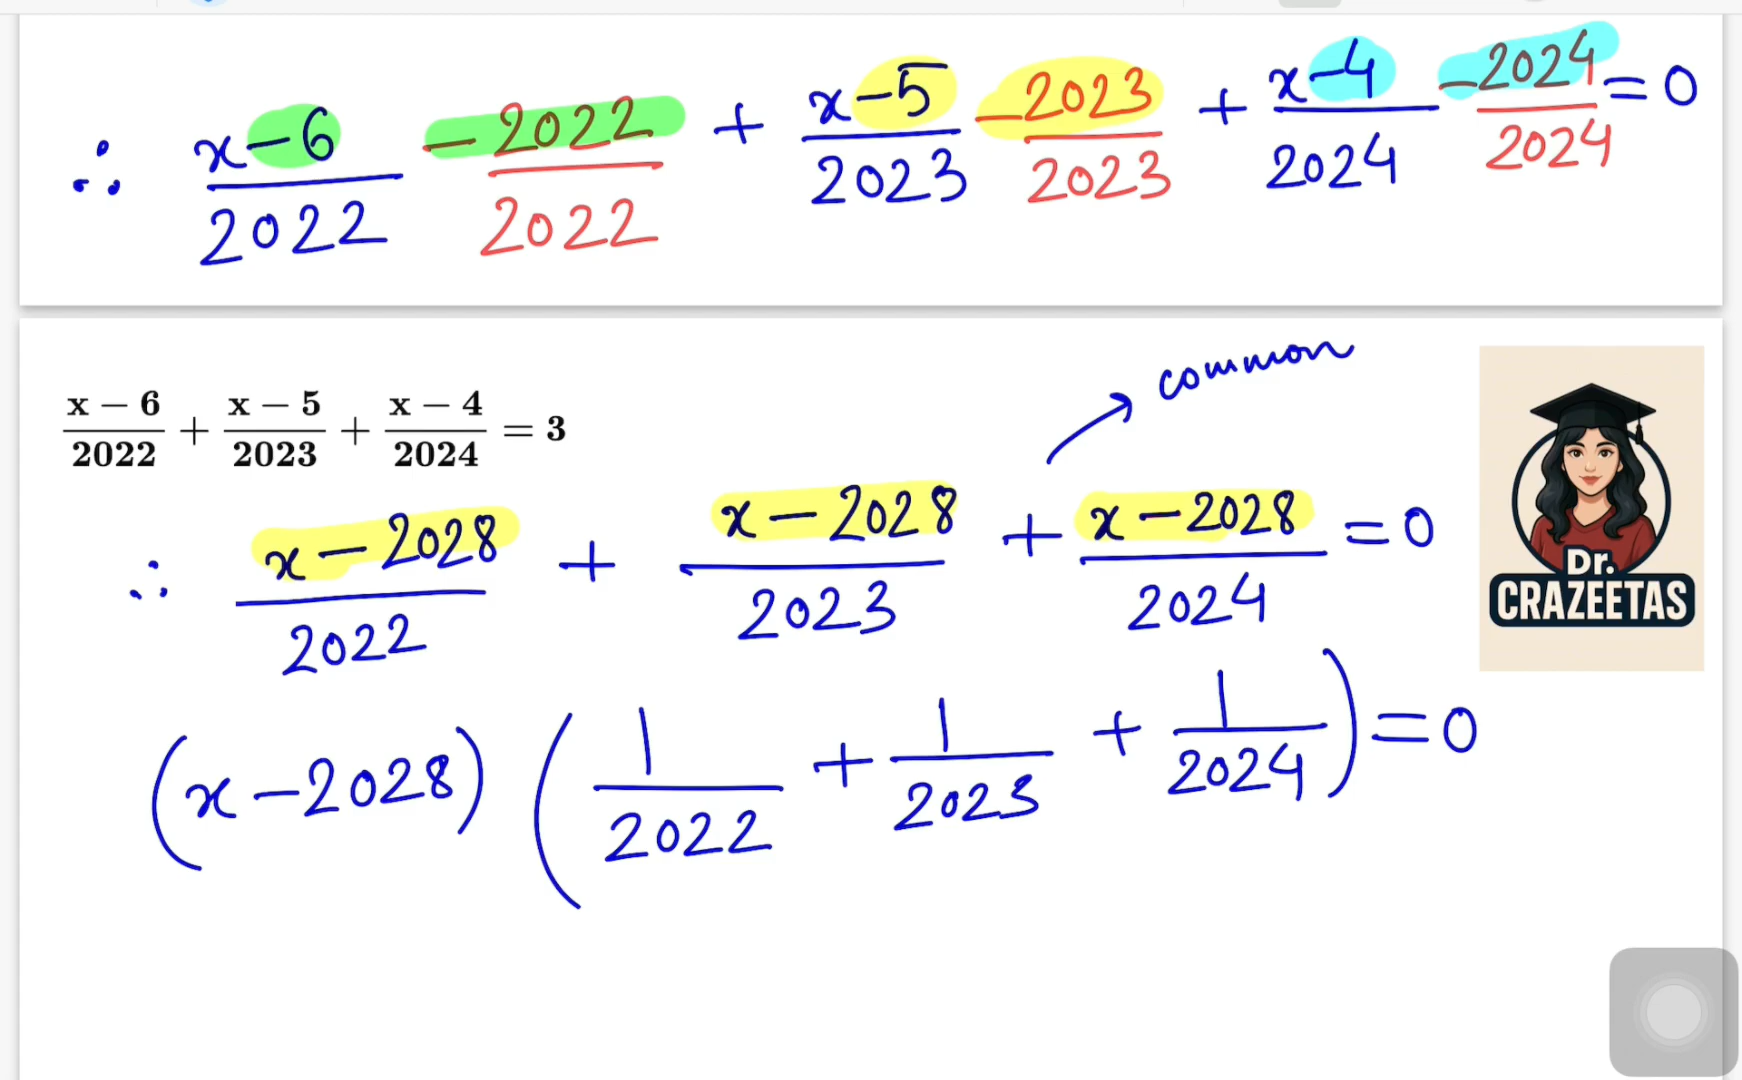 ∴ x-6/2022 -2022/2022 + x-5/2023 -2023/2023 + x-4/2024 -2024/2024 = 0
common
x − 6/2022 + x − 5/2023 + x − 4/2024 = 3
∴ x-2028/2022 + x-2028/2023 + x-2028/2024 = 0
Dr.
CRAZEETAS
(x-2028) (1/2022 + 1/2023 + 1/2024) = 0